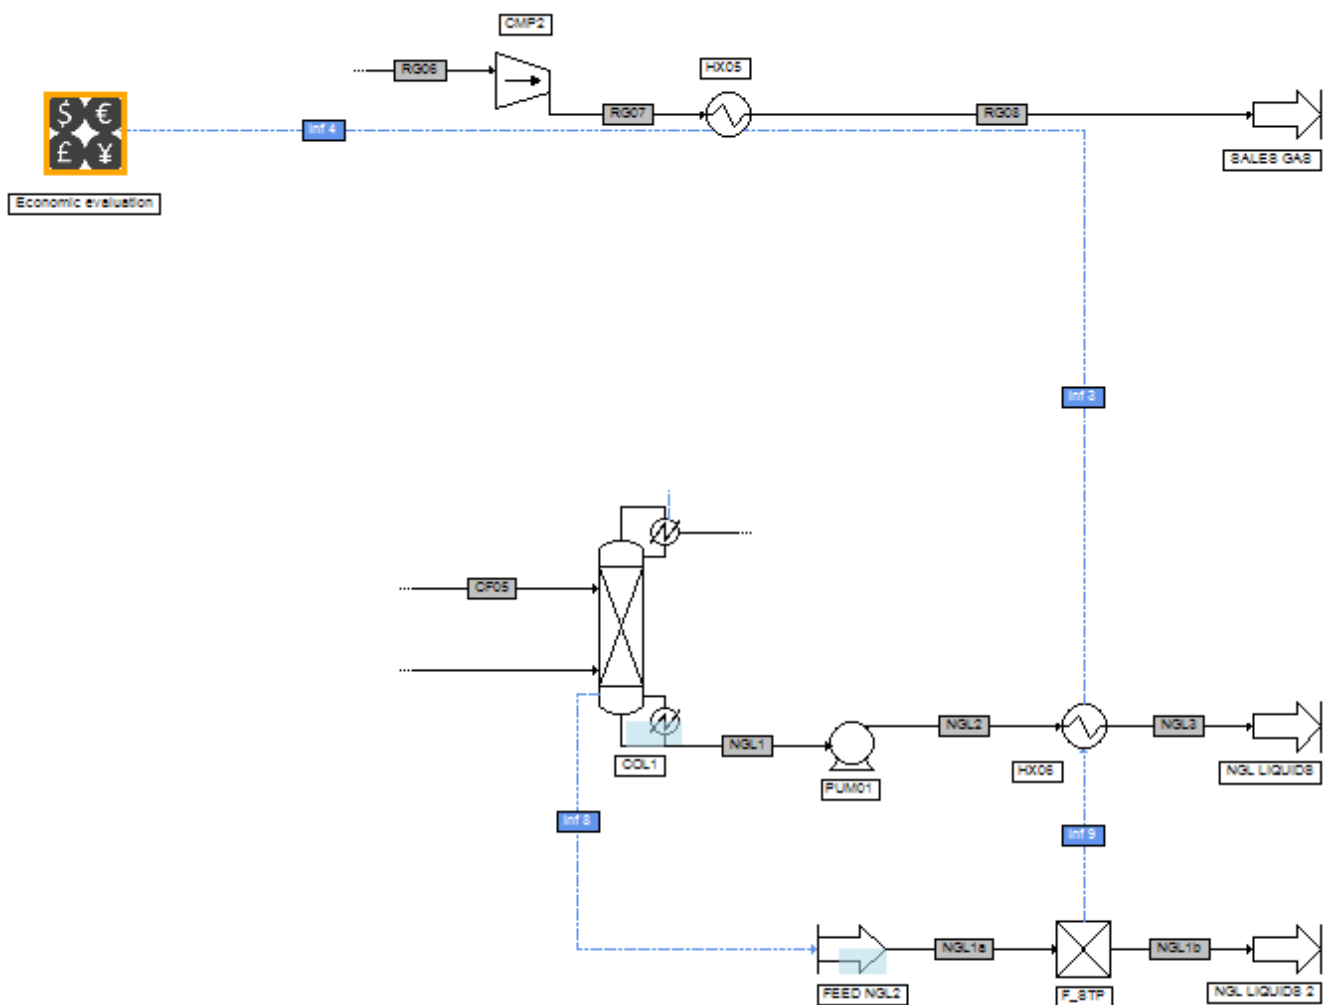 CMP2
RG06
HX05
$ €
£ ¥
Inf 4
RG07
RG08
SALES GAS
Economic evaluation
Inf 3
CF05
NGL1
NGL2
NGL3
COL1
PUM01
HX06
NGL LIQUIDS
Inf 8
Inf 9
NGL1a
NGL1b
FEED NGL2
F_STP
NGL LIQUIDS 2